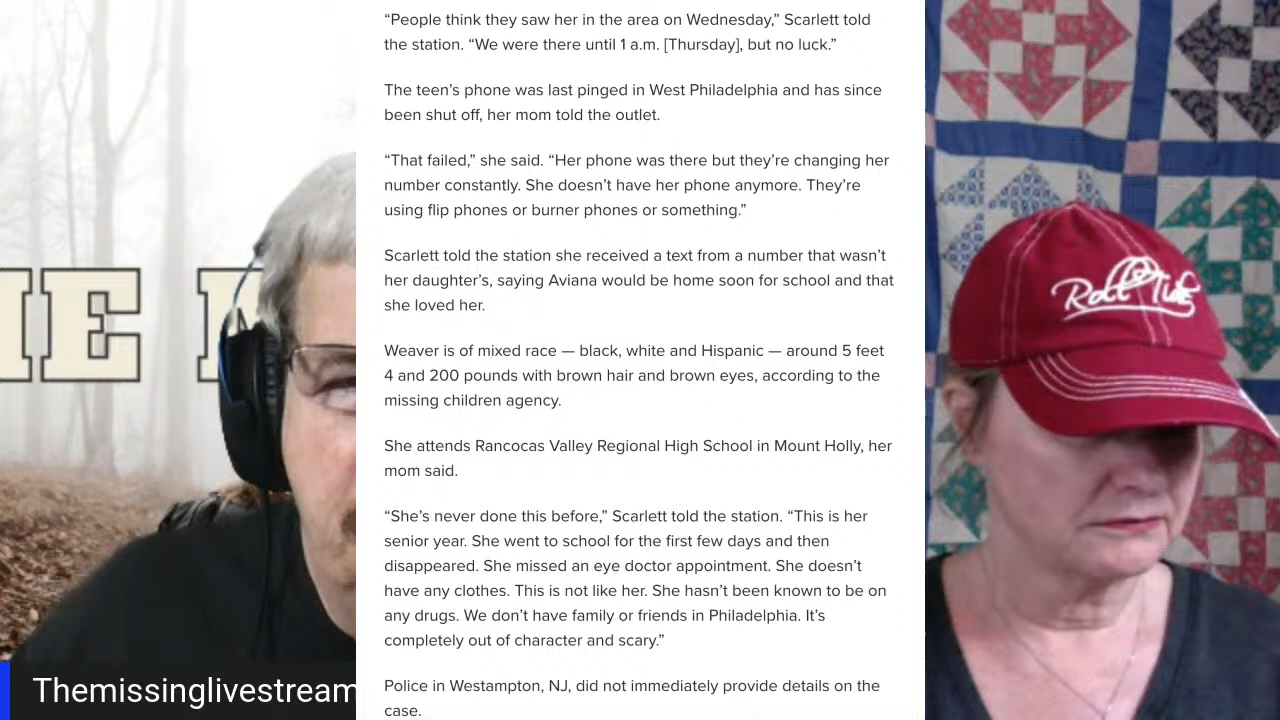 “People think they saw her in the area on Wednesday,” Scarlett told
the station. “We were there until 1 a.m. [Thursday], but no luck.”
The teen’s phone was last pinged in West Philadelphia and has since
been shut off, her mom told the outlet.
“That failed,” she said. “Her phone was there but they’re changing her
number constantly. She doesn’t have her phone anymore. They’re
using flip phones or burner phones or something.”
Scarlett told the station she received a text from a number that wasn’t
her daughter’s, saying Aviana would be home soon for school and that
she loved her.
Weaver is of mixed race — black, white and Hispanic — around 5 feet
4 and 200 pounds with brown hair and brown eyes, according to the
missing children agency.
She attends Rancocas Valley Regional High School in Mount Holly, her
mom said.
“She’s never done this before,” Scarlett told the station. “This is her
senior year. She went to school for the first few days and then
disappeared. She missed an eye doctor appointment. She doesn’t
have any clothes. This is not like her. She hasn’t been known to be on
any drugs. We don’t have family or friends in Philadelphia. It’s
completely out of character and scary.”
Police in Westampton, NJ, did not immediately provide details on the
case.
Roll Tide
Themissinglivestream